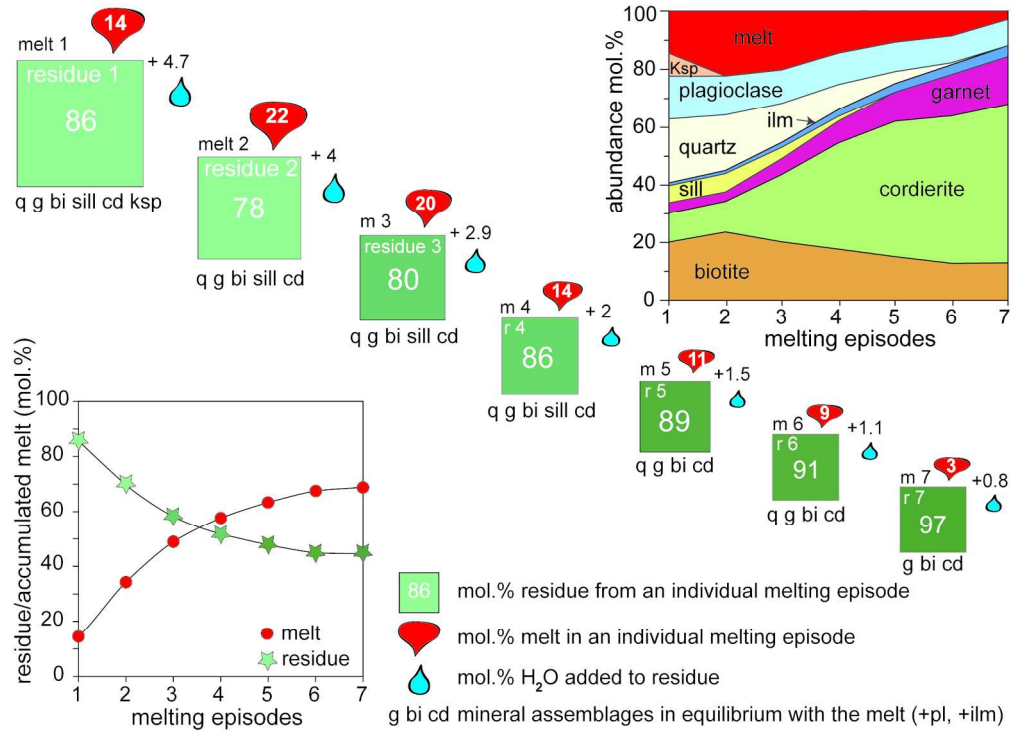 14
melt 1
+ 4.7
residue 1
86
q g bi sill cd ksp
22
melt 2
+ 4
residue 2
78
q g bi sill cd
20
m 3
+ 2.9
residue 3
80
q g bi sill cd
14
m 4
+ 2
r 4
86
q g bi sill cd
11
m 5
+1.5
r 5
89
q g bi cd
9
m 6
+1.1
r 6
91
q g bi cd
3
m 7
+0.8
r 7
97
g bi cd
abundance mol.%
100
80
60
40
20
0
melt
Ksp
plagioclase
ilm
garnet
quartz
sill
cordierite
biotite
1 2 3 4 5 6 7
melting episodes
residue/accumulated melt (mol.%)
100
80
60
40
20
0
melt
residue
1 2 3 4 5 6 7
melting episodes
86 mol.% residue from an individual melting episode
mol.% melt in an individual melting episode
mol.% H₂O added to residue
g bi cd mineral assemblages in equilibrium with the melt (+pl, +ilm)